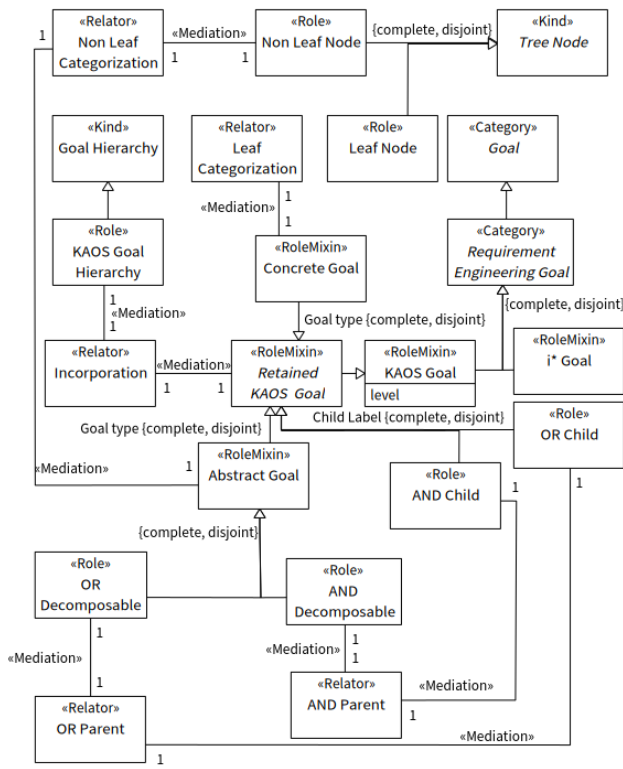 «Relator»
Non Leaf
Categorization
1
1
«Mediation»
1
«Role»
Non Leaf Node
{complete, disjoint}
«Kind»
Tree Node
«Kind»
Goal Hierarchy
«Relator»
Leaf
Categorization
«Role»
Leaf Node
«Category»
Goal
1
«Mediation»
1
«Role»
KAOS Goal
Hierarchy
«RoleMixin»
Concrete Goal
«Category»
Requirement
Engineering Goal
1
«Mediation»
1
{complete, disjoint}
Goal type {complete, disjoint}
«Relator»
Incorporation
«Mediation»
1
1
«RoleMixin»
Retained
KAOS Goal
«RoleMixin»
KAOS Goal
level
«RoleMixin»
i* Goal
Child Label {complete, disjoint}
Goal type {complete, disjoint}
«Role»
OR Child
1
«Mediation»
1
«RoleMixin»
Abstract Goal
«Role»
AND Child
1
{complete, disjoint}
«Role»
OR
Decomposable
«Role»
AND
Decomposable
1
«Mediation»
1
1
«Mediation»
1
«Relator»
OR Parent
«Relator»
AND Parent
«Mediation»
1
«Mediation»
1